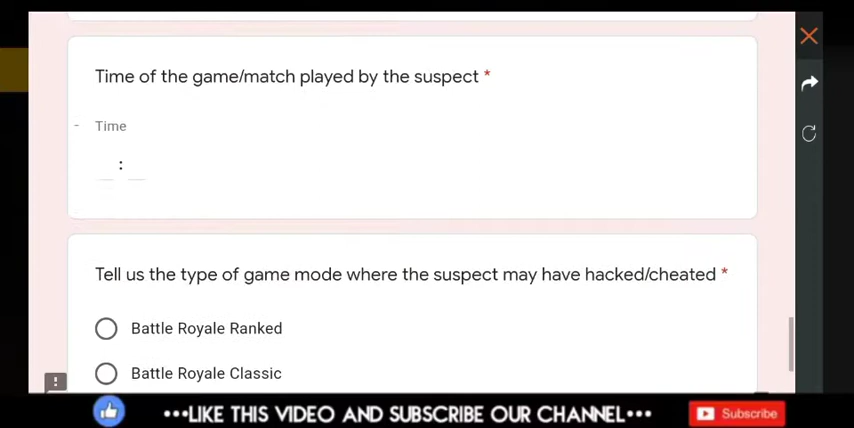 Time of the game/match played by the suspect *
- Time
:
Tell us the type of game mode where the suspect may have hacked/cheated *
Battle Royale Ranked
Battle Royale Classic
•••LIKE THIS VIDEO AND SUBSCRIBE OUR CHANNEL•••
Subscribe